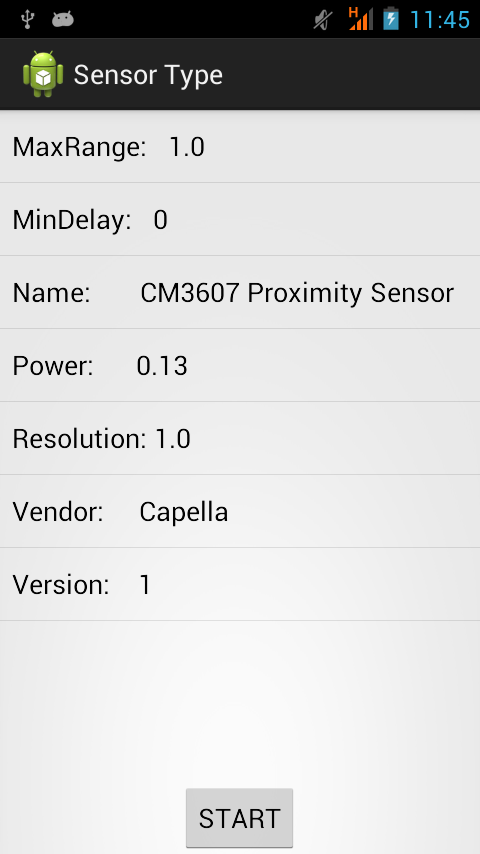 H 11:45
Sensor Type
MaxRange: 1.0
MinDelay: 0
Name: CM3607 Proximity Sensor
Power: 0.13
Resolution: 1.0
Vendor: Capella
Version: 1
START